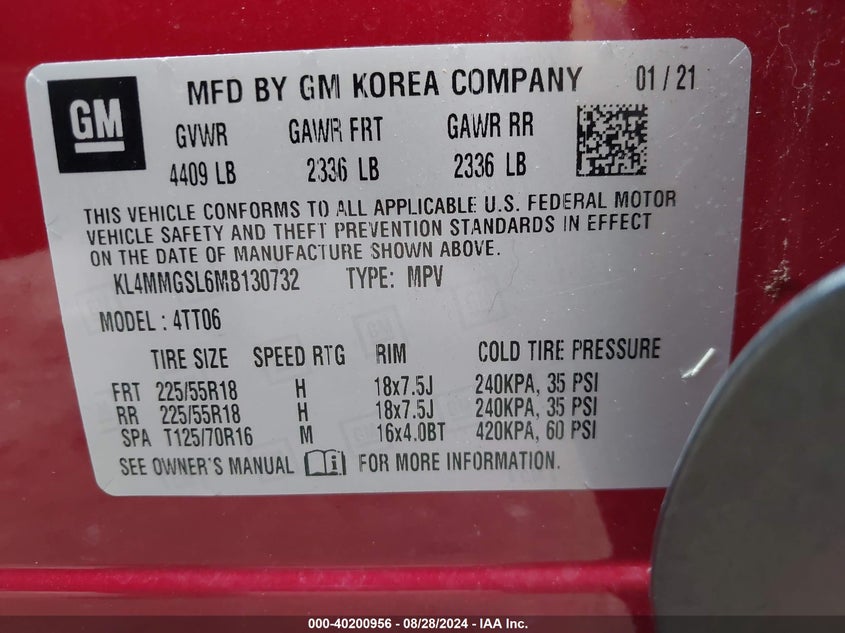 GM
MFD BY GM KOREA COMPANY 01 / 21
GVWR GAWR FRT GAWR RR
4409 LB 2336 LB 2336 LB
THIS VEHICLE CONFORMS TO ALL APPLICABLE U.S. FEDERAL MOTOR
VEHICLE SAFETY AND THEFT PREVENTION STANDARDS IN EFFECT
ON THE DATE OF MANUFACTURE SHOWN ABOVE.
KL4MMGSL6MB130732 TYPE: MPV
MODEL : 4TT06
TIRE SIZE SPEED RTG RIM COLD TIRE PRESSURE
FRT 225/55R18 H 18x7.5J 240KPA, 35 PSI
RR 225/55R18 H 18x7.5J 240KPA, 35 PSI
SPA T125/70R16 M 16x4.0BT 420KPA, 60 PSI
SEE OWNER'S MANUAL FOR MORE INFORMATION.
000-40200956 - 08/28/2024 - IAA Inc.